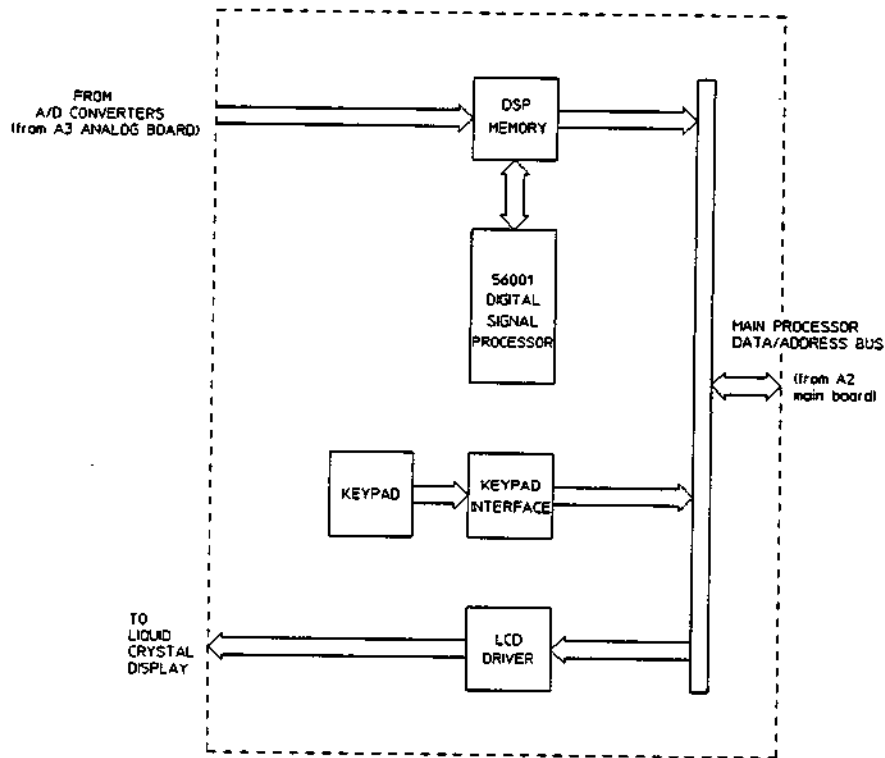 FROM
A/D CONVERTERS
(from A3 ANALOG BOARD)
DSP
MEMORY
56001
DIGITAL
SIGNAL
PROCESSOR
MAIN PROCESSOR
DATA/ADDRESS BUS
(from A2
main board)
KEYPAD
KEYPAD
INTERFACE
TO
LIQUID
CRYSTAL
DISPLAY
LCD
DRIVER